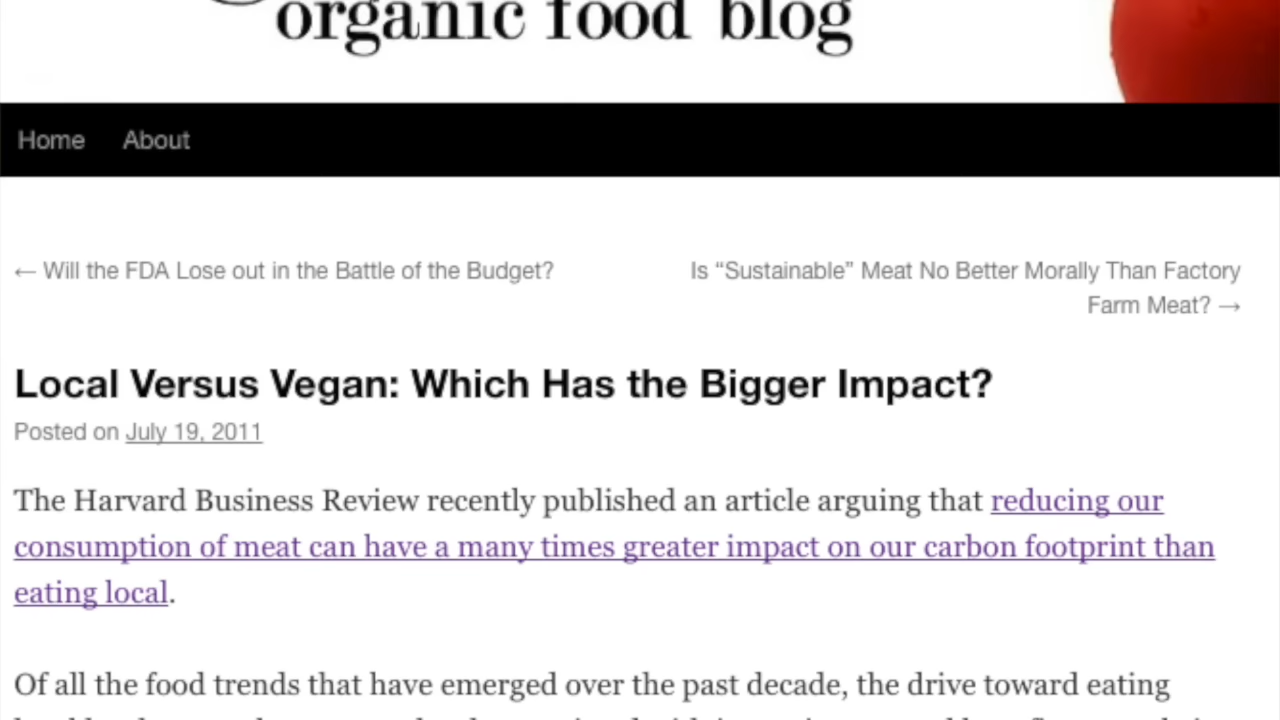 organic food blog
Home About
← Will the FDA Lose out in the Battle of the Budget?
Is “Sustainable” Meat No Better Morally Than Factory
Farm Meat? →
Local Versus Vegan: Which Has the Bigger Impact?
Posted on July 19, 2011
The Harvard Business Review recently published an article arguing that reducing our
consumption of meat can have a many times greater impact on our carbon footprint than
eating local.
Of all the food trends that have emerged over the past decade, the drive toward eating